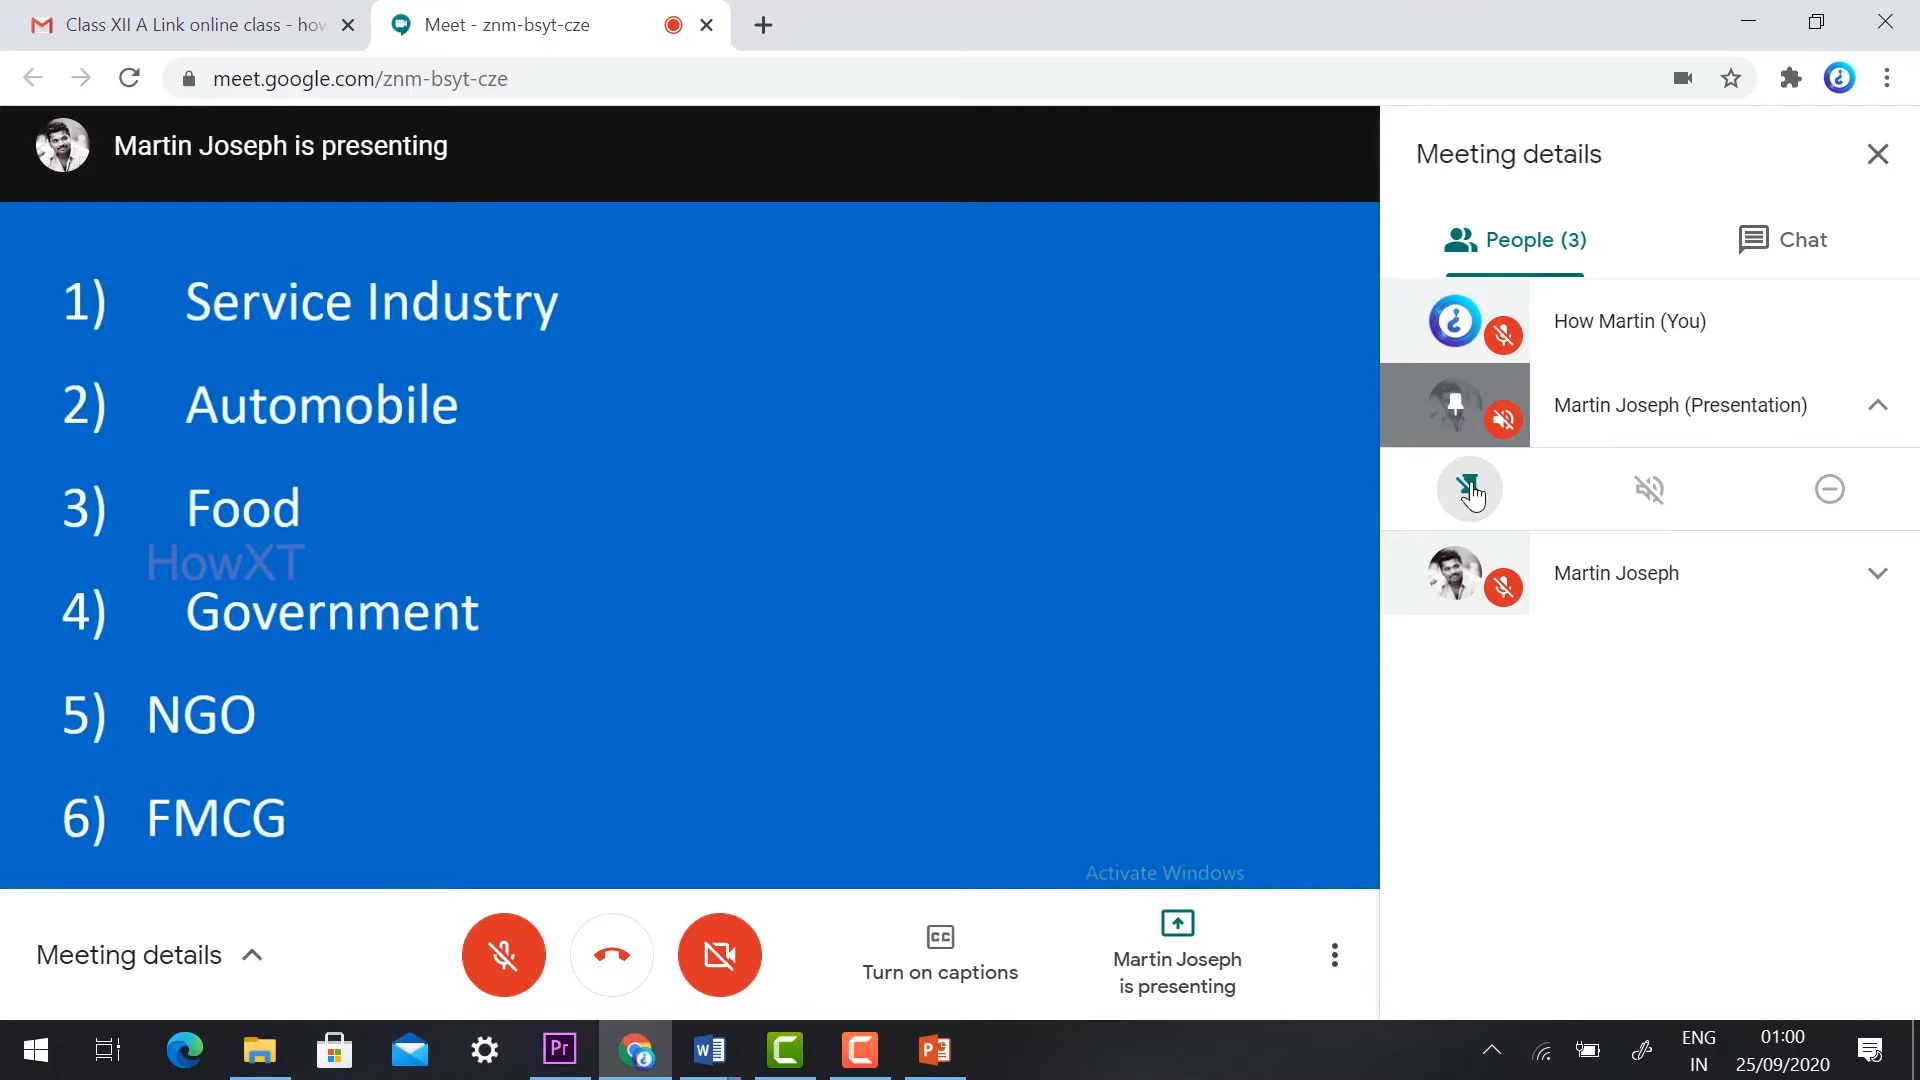 Class XII A Link online class - how
Meet - znm-bsyt-cze
meet.google.com/znm-bsyt-cze
Martin Joseph is presenting
1) Service Industry
2) Automobile
3) Food
HowXT
4) Government
5) NGO
6) FMCG
Activate Windows
Meeting details
People (3)
Chat
How Martin (You)
Martin Joseph (Presentation)
Martin Joseph
Meeting details
CC
Turn on captions
Martin Joseph
is presenting
Pr
W
P
ENG
IN
01:00
25/09/2020